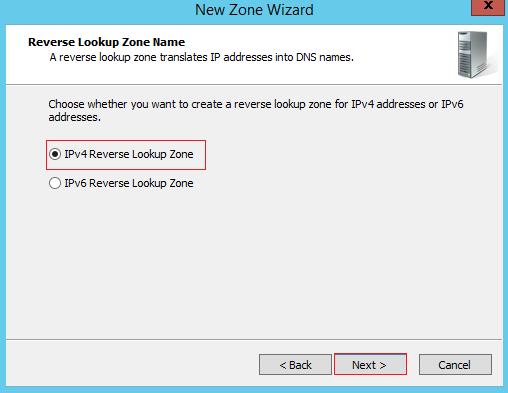 New Zone Wizard
X
Reverse Lookup Zone Name
A reverse lookup zone translates IP addresses into DNS names.
Choose whether you want to create a reverse lookup zone for IPv4 addresses or IPv6
addresses.
IPv4 Reverse Lookup Zone
IPv6 Reverse Lookup Zone
< Back
Next >
Cancel